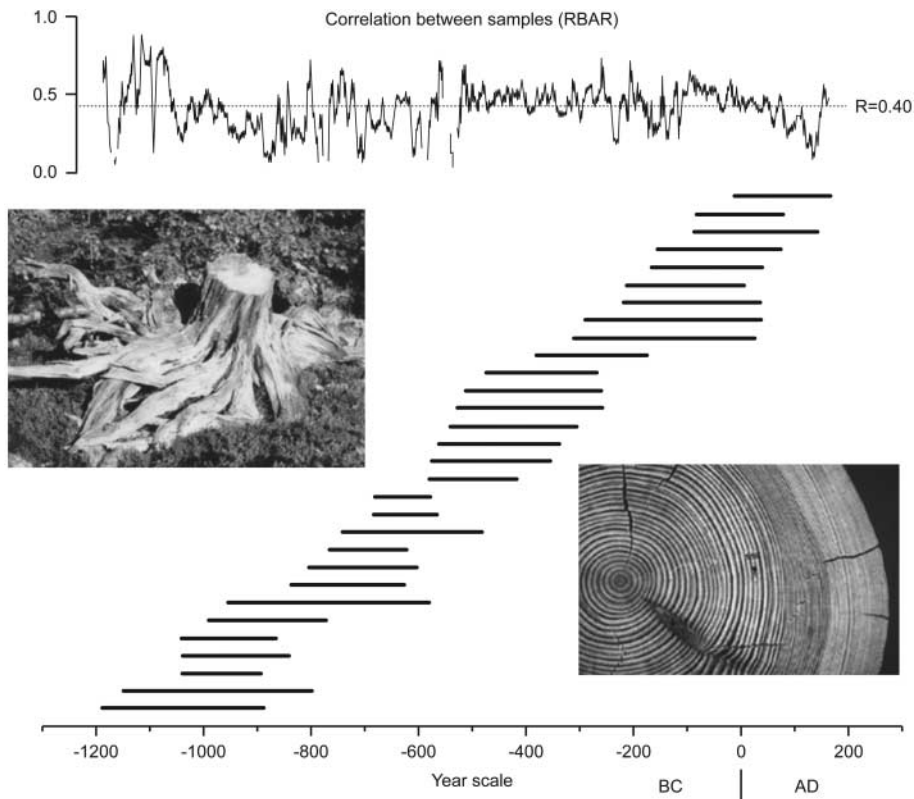 Correlation between samples (RBAR)
1.0
0.5
0.0
R=0.40
-1200 -1000 -800 -600 -400 -200 0 200
Year scale
BC AD